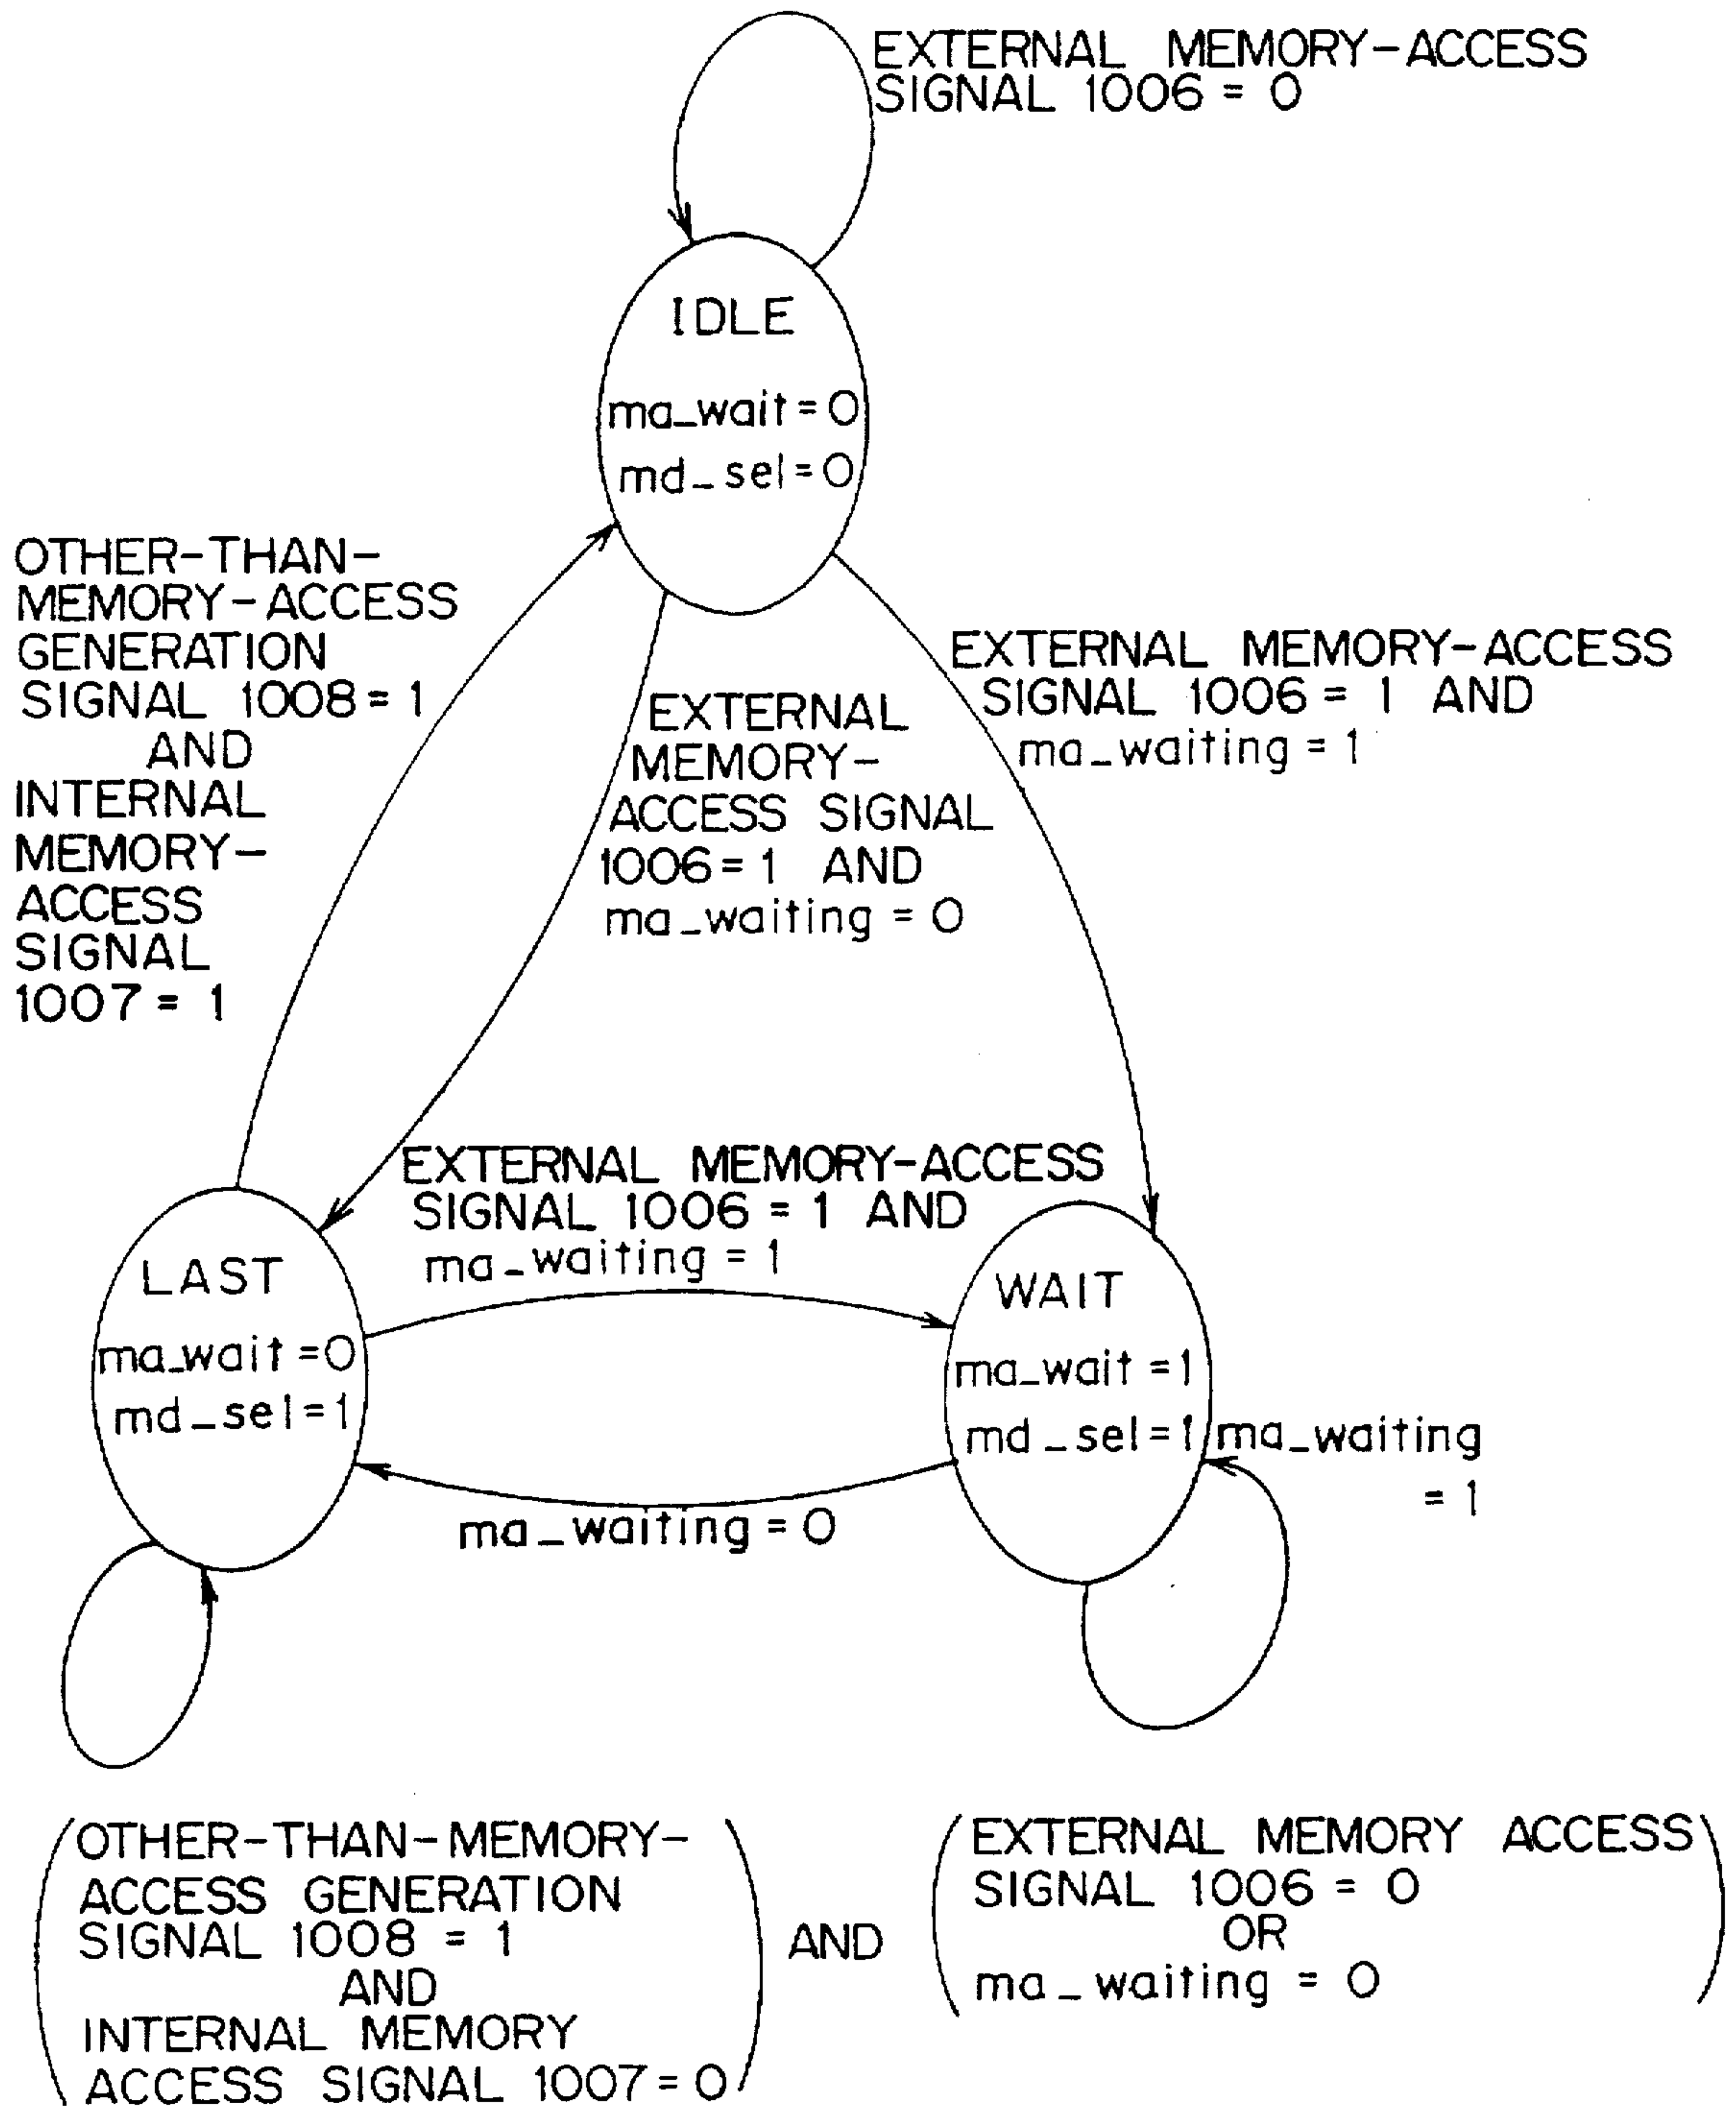 EXTERNAL MEMORY-ACCESS
SIGNAL 1006 = 0
IDLE
ma_wait=0
md_sel=0
OTHER-THAN-
MEMORY-ACCESS
GENERATION
SIGNAL 1008=1
AND
INTERNAL
MEMORY-
ACCESS
SIGNAL
1007= 1
EXTERNAL
MEMORY-
ACCESS SIGNAL
1006=1 AND
ma_waiting = 0
EXTERNAL MEMORY-ACCESS
SIGNAL 1006 = 1 AND
ma_waiting = 1
EXTERNAL MEMORY-ACCESS
SIGNAL 1006 = 1 AND
ma_waiting = 1
LAST
ma_wait=0
md_sel=1
WAIT
ma_wait=1
md_sel=1
ma_waiting
= 1
ma_waiting = 0
OTHER-THAN-MEMORY-
ACCESS GENERATION
SIGNAL 1008 = 1
AND
INTERNAL MEMORY
ACCESS SIGNAL 1007=0
AND
EXTERNAL MEMORY ACCESS
SIGNAL 1006 = 0
OR
ma_waiting = 0